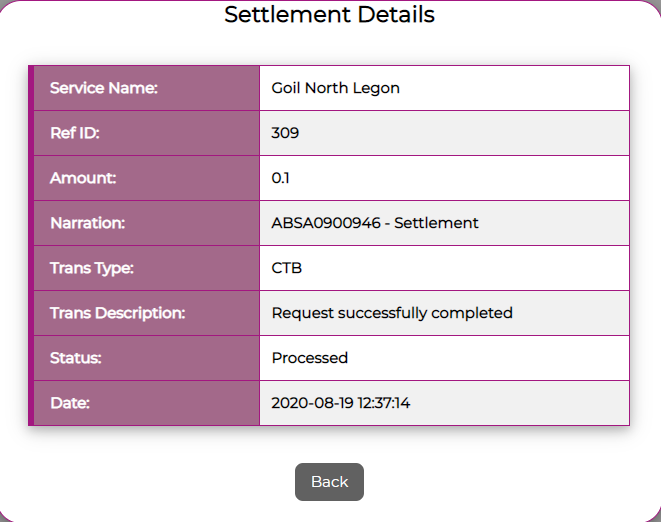 Settlement Details
Service Name: Goil North Legon
Ref ID: 309
Amount: 0.1
Narration: ABSA0900946 - Settlement
Trans Type: CTB
Trans Description: Request successfully completed
Status: Processed
Date: 2020-08-19 12:37:14
Back